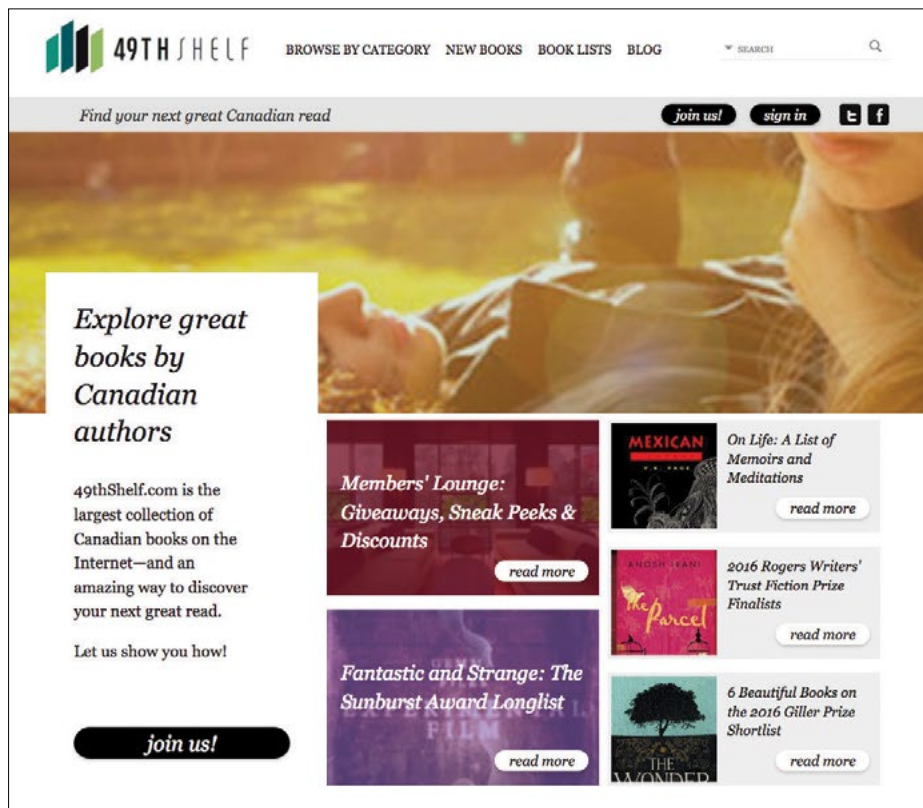 49TH SHELF
BROWSE BY CATEGORY NEW BOOKS BOOK LISTS BLOG
SEARCH
Find your next great Canadian read
join us! sign in
t f
Explore great
books by
Canadian
authors
49thShelf.com is the
largest collection of
Canadian books on the
Internet—and an
amazing way to discover
your next great read.
Let us show you how!
join us!
Members' Lounge:
Giveaways, Sneak Peeks &
Discounts
read more
Fantastic and Strange: The
Sunburst Award Longlist
EXPERIMENTAL
FILM
read more
MEXICAN
P.K. PAGE
On Life: A List of
Memoirs and
Meditations
read more
ANOSH IRANI
The
Parcel
2016 Rogers Writers'
Trust Fiction Prize
Finalists
read more
THE
WONDER
6 Beautiful Books on
the 2016 Giller Prize
Shortlist
read more